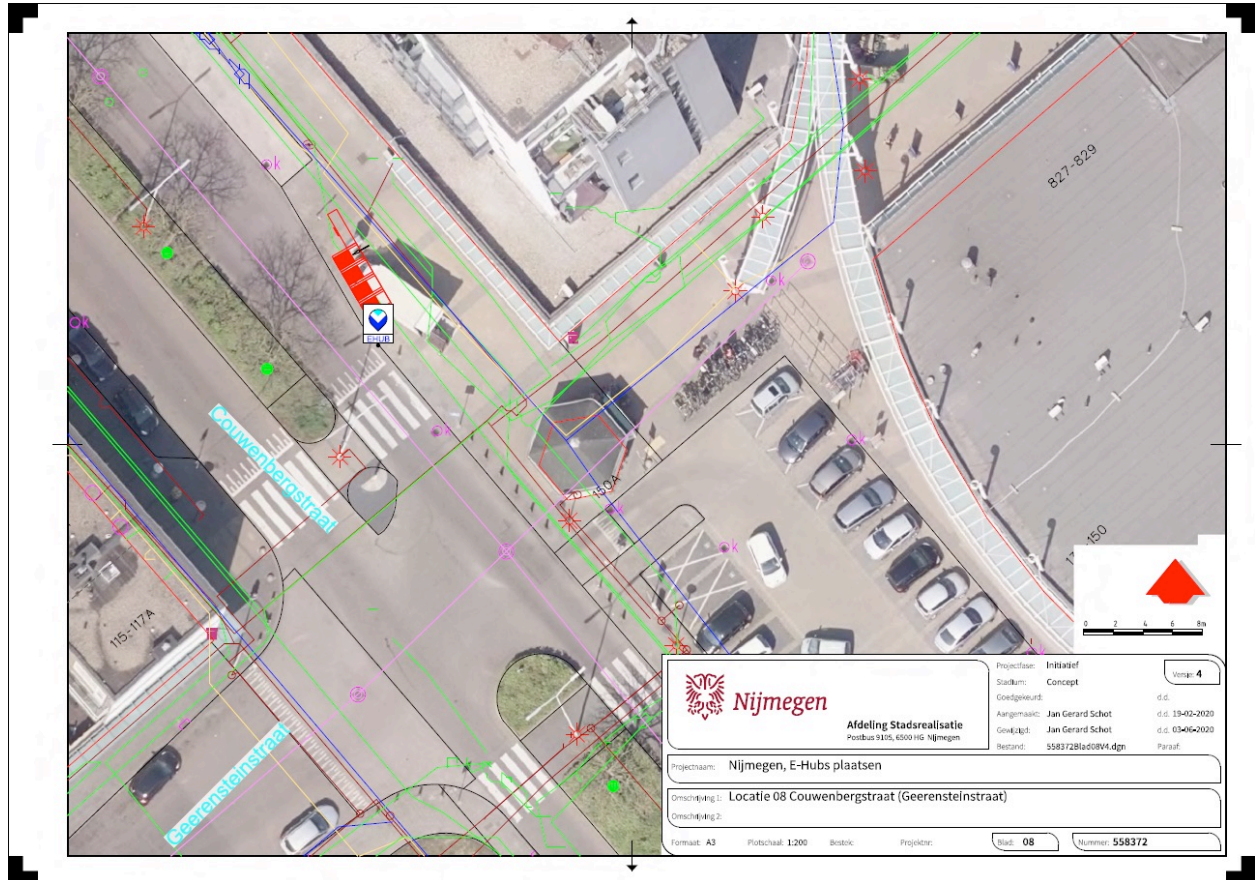 827-829
k
k
k
EHUB
Couwenbergstraat
k
k
150A
k
k
150
115-117A
k
Geerensteinstraat
0 2 4 6 8m
Nijmegen
Afdeling Stadsrealisatie
Postbus 9105, 6500 HG Nijmegen
Projectfase: Initiatief
Stadium: Concept
Goedgekeurd: d.d.
Aangemaakt: Jan Gerard Schot d.d. 19-02-2020
Gewijzigd: Jan Gerard Schot d.d. 03-06-2020
Bestand: 558372Blad08V4.dgn Paraaf:
Versie: 4
Projectnaam: Nijmegen, E-Hubs plaatsen
Omschrijving 1: Locatie 08 Couwenbergstraat (Geerensteinstraat)
Omschrijving 2:
Formaat: A3 Plotschaal: 1:200 Bestek: Projektnr: Blad: 08 Nummer: 558372